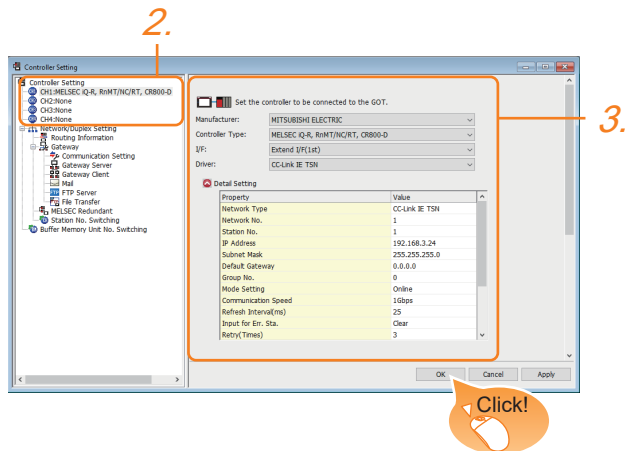 2.
Controller Setting
Controller Setting
CH1:MELSEC iQ-R, RnMT/NC/RT, CR800-D
CH2:None
CH3:None
CH4:None
Network/Duplex Setting
Routing Information
Gateway
Communication Setting
Gateway Server
Gateway Client
Mail
FTP Server
File Transfer
MELSEC Redundant
Station No. Switching
Buffer Memory Unit No. Switching
Set the controller to be connected to the GOT.
3.
Manufacturer: MITSUBISHI ELECTRIC
Controller Type: MELSEC iQ-R, RnMT/NC/RT, CR800-D
I/F: Extend I/F(1st)
Driver: CC-Link IE TSN
Detail Setting
Property Value
Network Type CC-Link IE TSN
Network No. 1
Station No. 1
IP Address 192.168.3.24
Subnet Mask 255.255.255.0
Default Gateway 0.0.0.0
Group No. 0
Mode Setting Online
Communication Speed 1Gbps
Refresh Interval(ms) 25
Input for Err. Sta. Clear
Retry(Times) 3
OK Cancel Apply
Click!